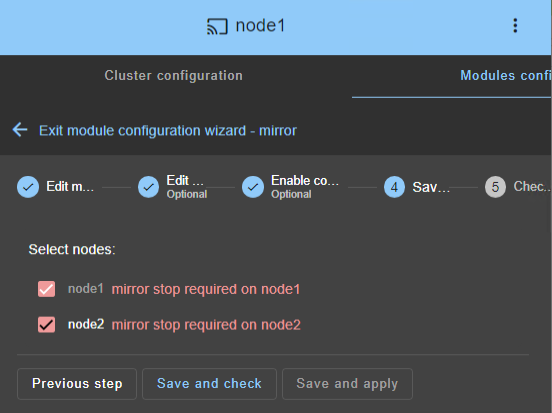 node1
Cluster configuration
Modules confi
Exit module configuration wizard - mirror
Edit m...
Edit ...
Optional
Enable co...
Optional
4
Sav...
5
Chec...
Select nodes:
node1 mirror stop required on node1
node2 mirror stop required on node2
Previous step
Save and check
Save and apply